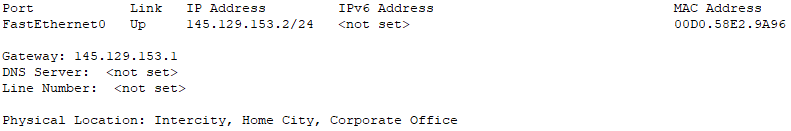 Port Link IP Address IPv6 Address MAC Address
FastEthernet0 Up 145.129.153.2/24 <not set> 00D0.58E2.9A96
Gateway: 145.129.153.1
DNS Server: <not set>
Line Number: <not set>
Physical Location: Intercity, Home City, Corporate Office